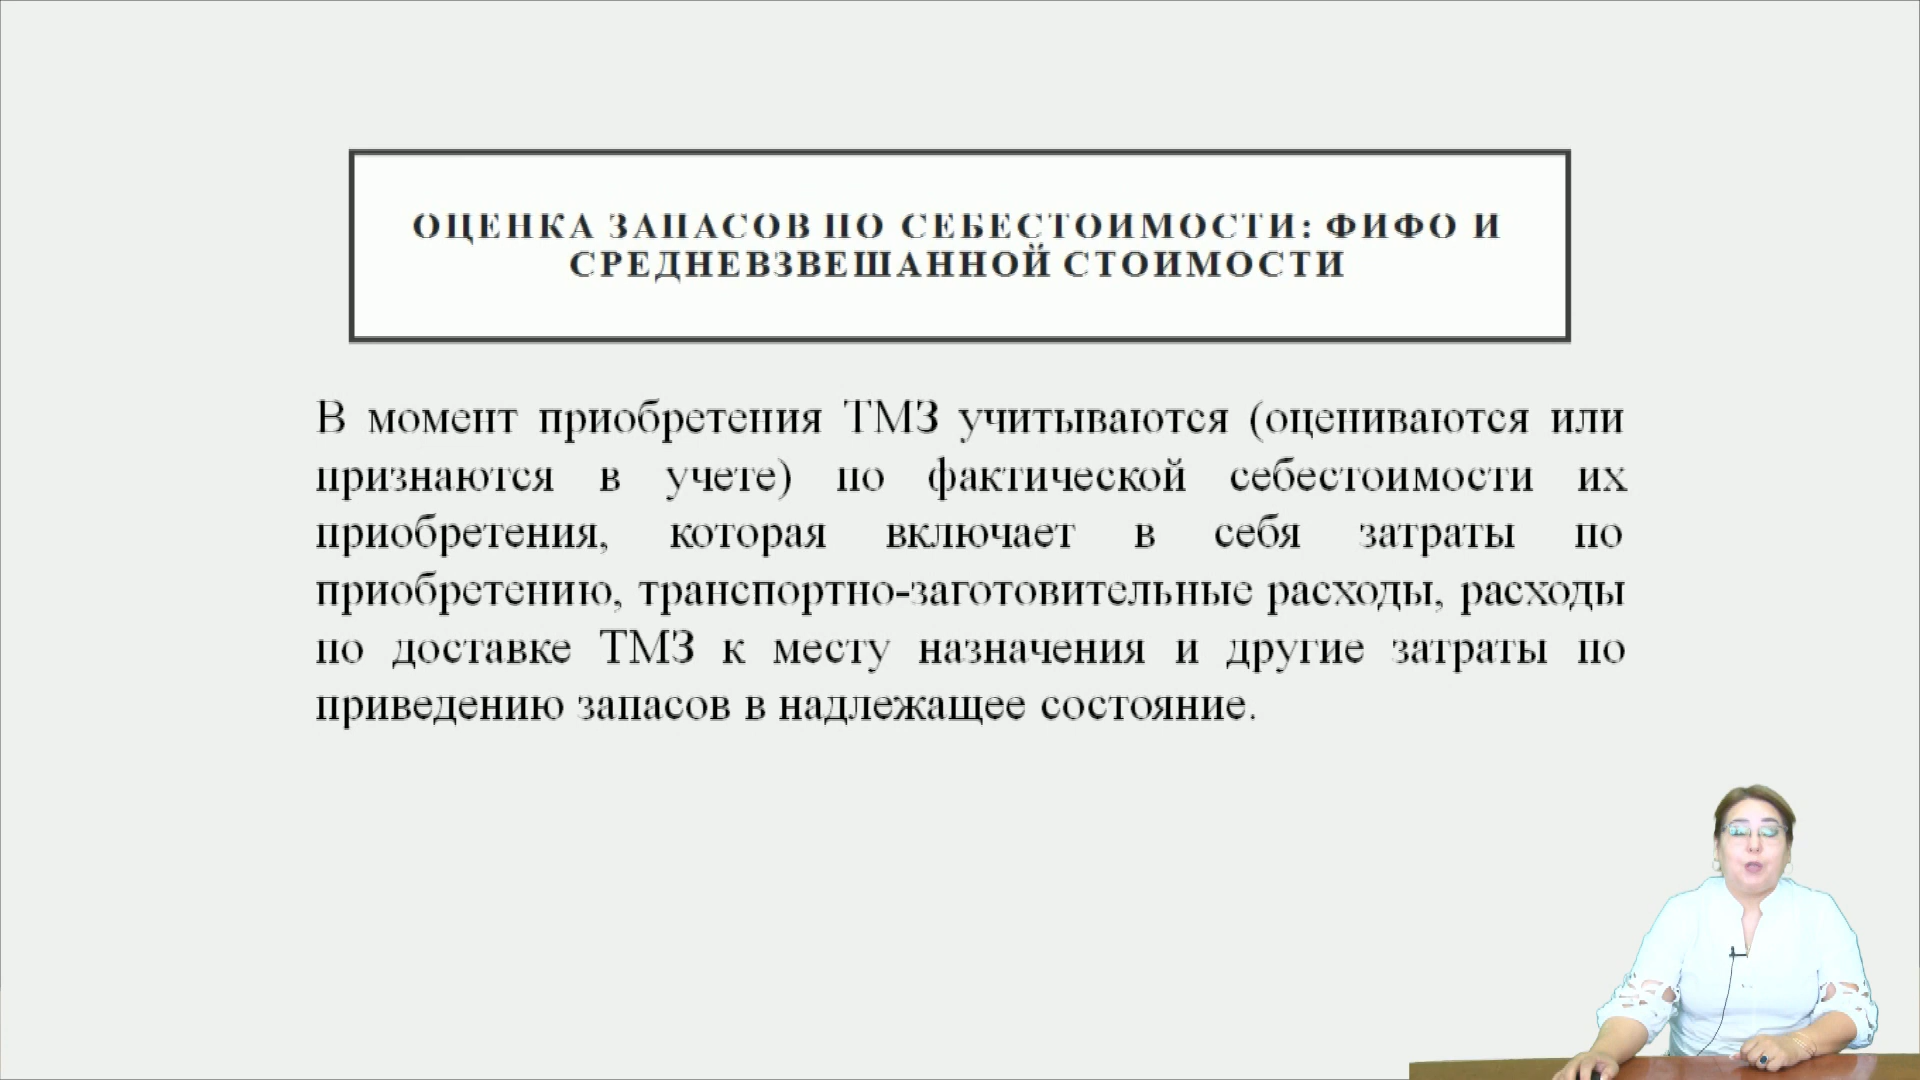 ОЦЕНКА ЗАПАСОВ ПО СЕБЕСТОИМОСТИ: ФИФО И
СРЕДНЕВЗВЕШАННОЙ СТОИМОСТИ
В момент приобретения ТМЗ учитываются (оцениваются или
признаются в учете) по фактической себестоимости их
приобретения, которая включает в себя затраты по
приобретению, транспортно-заготовительные расходы, расходы
по доставке ТМЗ к месту назначения и другие затраты по
приведению запасов в надлежащее состояние.